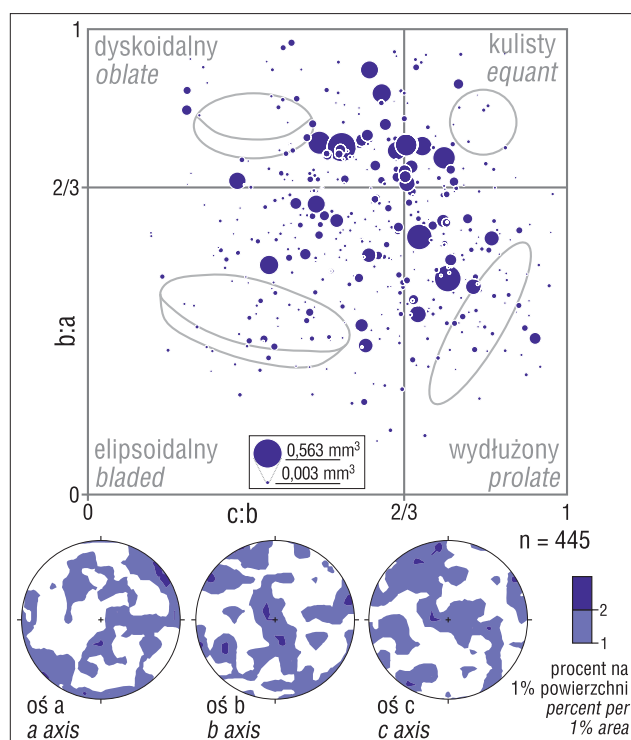 1
dyskoidalny
oblate
kulisty
equant
2/3
b:a
elipsoidalny
bladed
0,563 mm³
0,003 mm³
wydłużony
prolate
0
0
c:b
2/3
1
n = 445
2
1
procent na
1% powierzchni
percent per
1% area
oś a
a axis
oś b
b axis
oś c
c axis